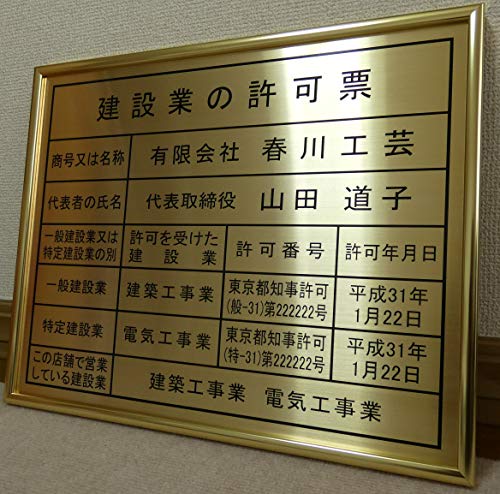 建設業の許可票
商号又は名称 有限会社 春川工芸
代表者の氏名 代表取締役 山田 道子
一般建設業又は
特定建設業の別
許可を受けた
建設業
許可番号
許可年月日
一般建設業
建築工事業
東京都知事許可
(般-31)第222222号
平成31年
1月22日
特定建設業
電気工事業
東京都知事許可
(特-31)第222222号
平成31年
1月22日
この店舗で営業
している建設業
建築工事業 電気工事業